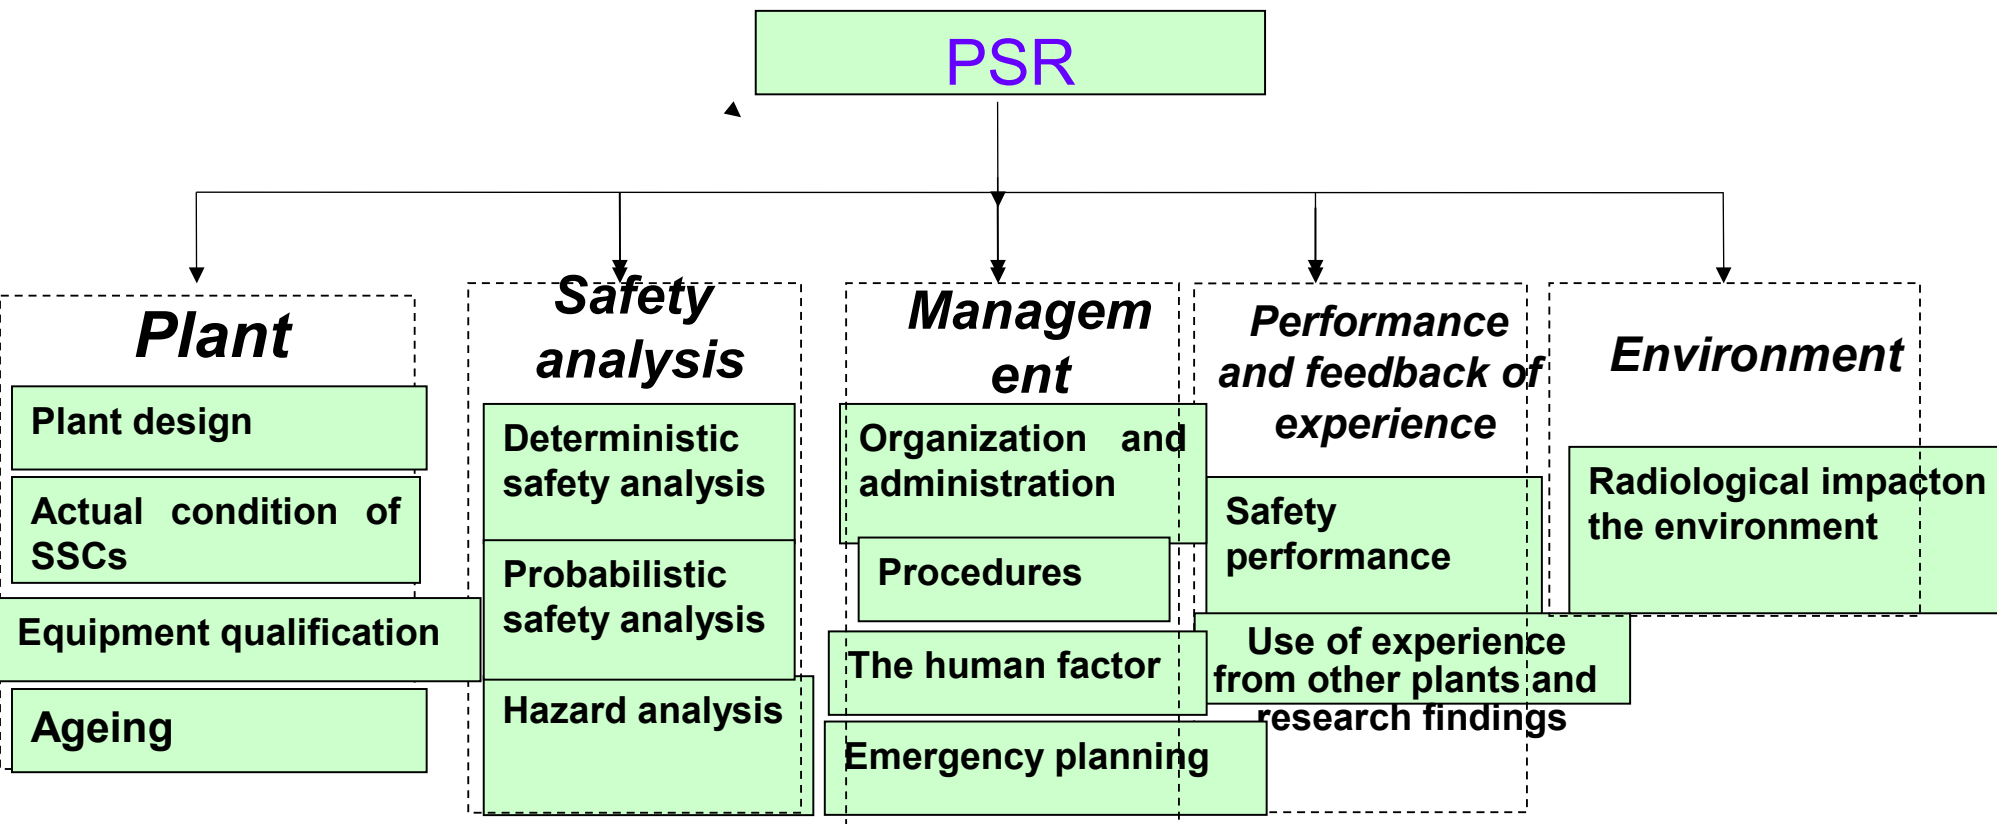 PSR
Plant
Plant design
Actual condition of
SSCs
Equipment qualification
Ageing
Safety
analysis
Deterministic
safety analysis
Probabilistic
safety analysis
Hazard analysis
Managem
ent
Organization and
administration
Procedures
The human factor
Emergency planning
Performance
and feedback of
experience
Safety
performance
Use of experience
from other plants and
research findings
Environment
Radiological impacton
the environment